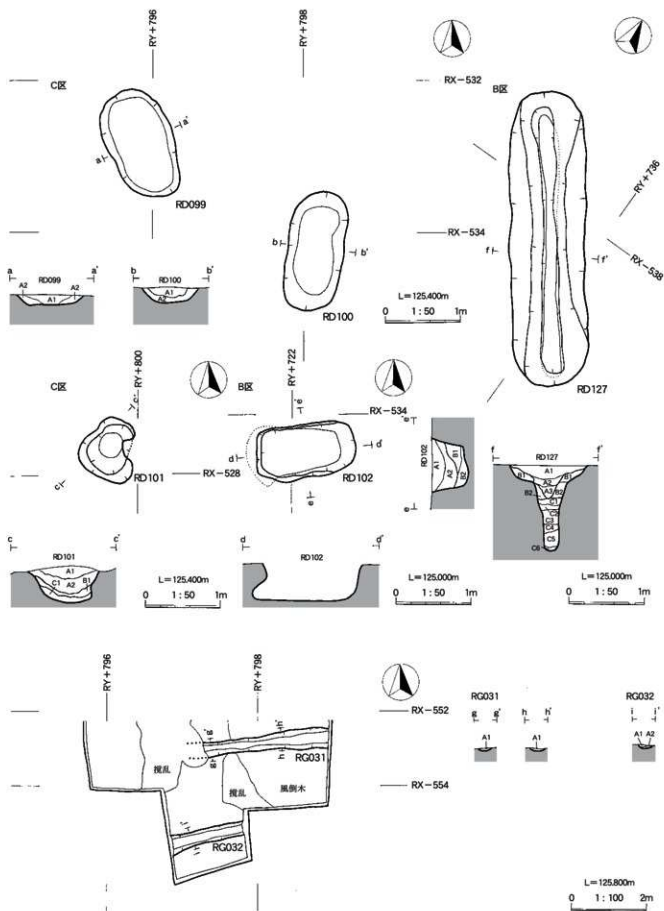 RY+796
RY+798
RX-532
C区
B区
a
a'
RD099
RY+736
b
b'
RX-534
RX-538
f
f'
a
RD099
a'
A2
A1
A2
b
RD100
b'
A1
A2
RD100
L=125.400m
0 1:50 1m
RD127
C区
RY+800
c'
B区
RY+722
e'
RX-534
d
d'
RD101
RX-528
RD102
c
e
e'
RD102
A1
A2
B1
B2
e
f
RD127
f'
A1
B1
B1
A2
B2
A3
B2
C1
C2
C3
C4
C5
C6
c
RD101
c'
A1
C1
A2
B1
d
RD102
d'
L=125.400m
0 1:50 1m
L=125.000m
0 1:50 1m
L=125.000m
0 1:50 1m
RY+796
RY+798
RX-552
RG031
g
g'
h
h'
A1
A1
RG032
i
i'
A1
A2
g'
h'
g
h
RG031
撹乱
撹乱
風倒木
RX-554
RG032
L=125.800m
0 1:100 2m